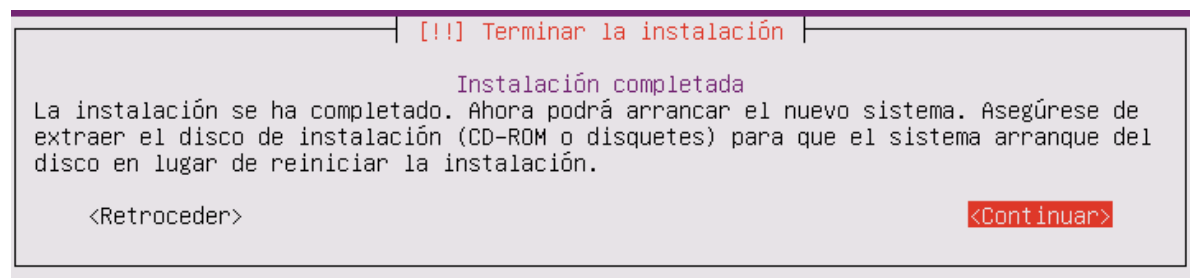 [!!] Terminar la instalación
Instalación completada
La instalación se ha completado. Ahora podrá arrancar el nuevo sistema. Asegúrese de
extraer el disco de instalación (CD-ROM o disquetes) para que el sistema arranque del
disco en lugar de reiniciar la instalación.
<Retroceder> <Continuar>